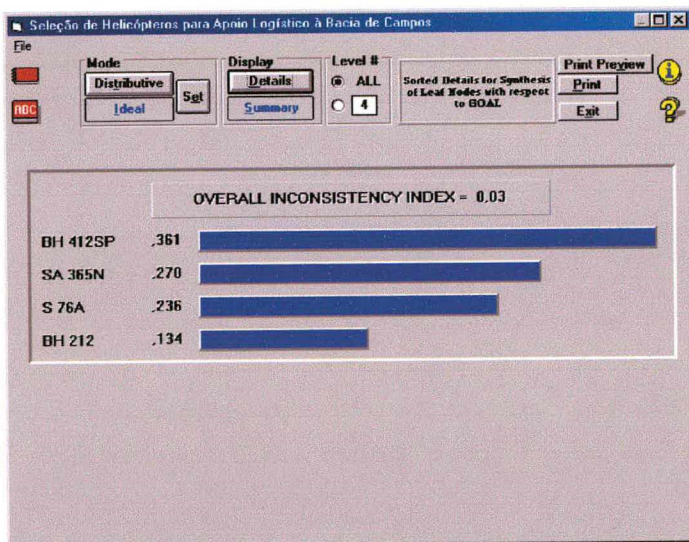 Seleção de Helicópteros para Apoio Logístico à Bacia de Campos
File
Mode
Distributive
Ideal
Set
Display
Details
Summary
Level #
ALL
4
Sorted Details for Synthesis
of Leaf Nodes with respect
to GOAL
Print Preview
Print
Exit
ABC
OVERALL INCONSISTENCY INDEX = 0,03
BH 412SP ,361
SA 365N ,270
S 76A ,236
BH 212 ,134